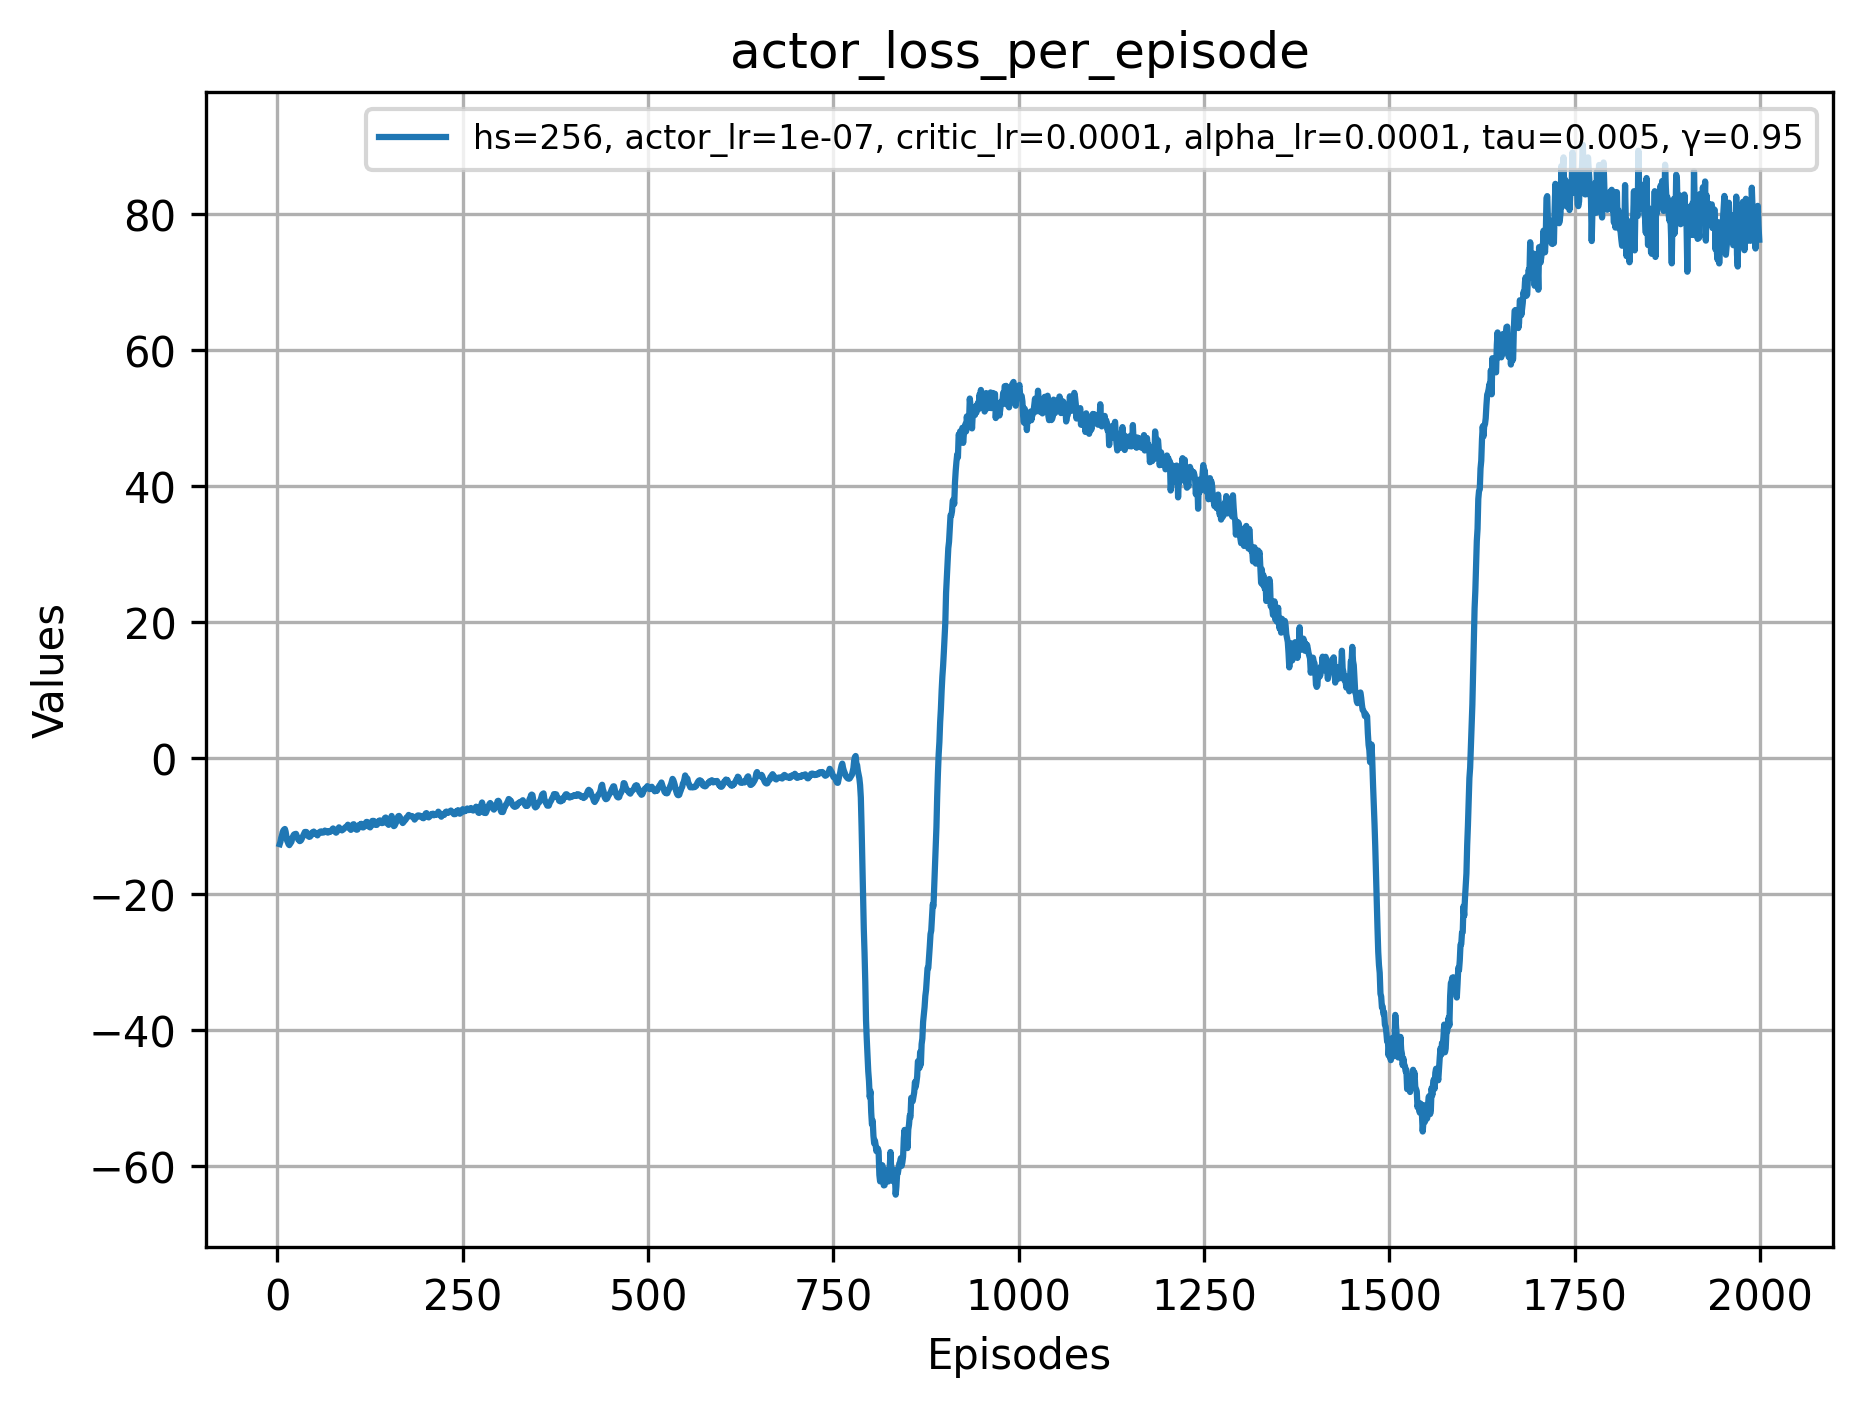 actor_loss_per_episode
hs=256, actor_lr=1e-07, critic_lr=0.0001, alpha_lr=0.0001, tau=0.005, γ=0.95
80
60
40
20
0
−20
−40
−60
Values
0 250 500 750 1000 1250 1500 1750 2000
Episodes